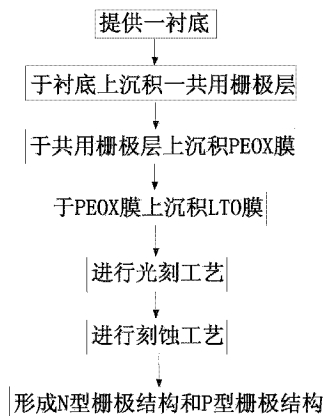 提供一衬底
于衬底上沉积一共用栅极层
于共用栅极层上沉积PEOX膜
于PEOX膜上沉积LTO膜
进行光刻工艺
进行刻蚀工艺
形成N型栅极结构和P型栅极结构